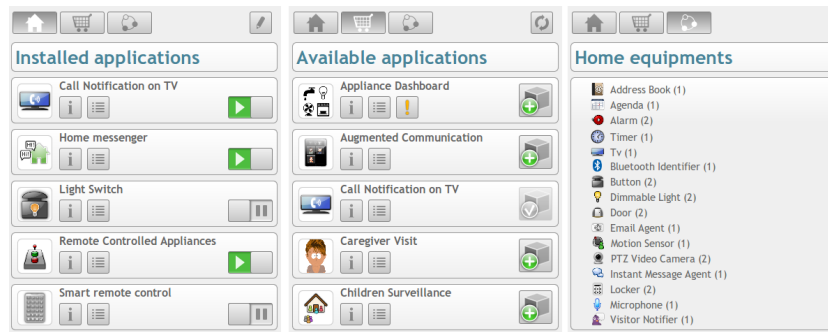 Installed applications
Call Notification on TV
Home messenger
Light Switch
Remote Controlled Appliances
Smart remote control
Available applications
Appliance Dashboard
Augmented Communication
Call Notification on TV
Caregiver Visit
Children Surveillance
Home equipments
Address Book (1)
Agenda (1)
Alarm (2)
Timer (1)
Tv (1)
Bluetooth Identifier (1)
Button (2)
Dimmable Light (2)
Door (2)
Email Agent (1)
Motion Sensor (1)
PTZ Video Camera (2)
Instant Message Agent (1)
Locker (2)
Microphone (1)
Visitor Notifier (1)